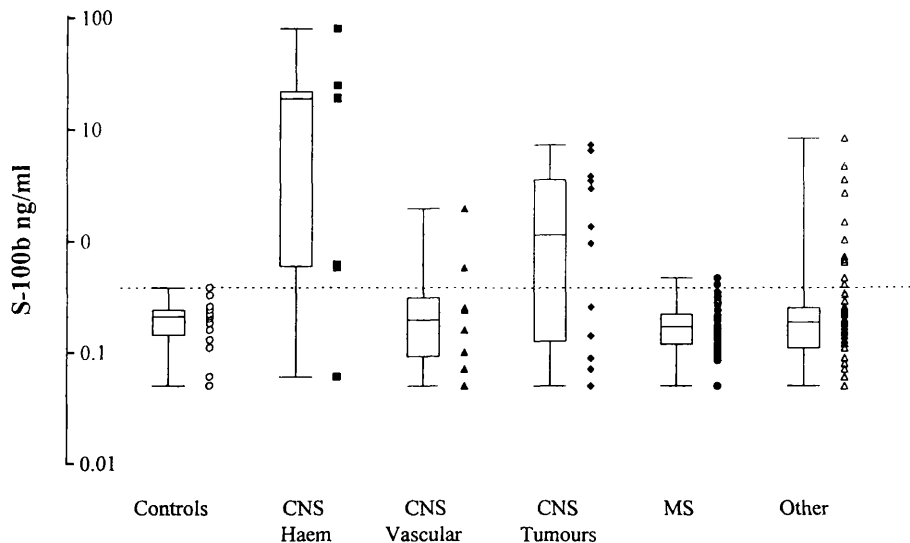 100
10
0
0.1
0.01
S-100b ng/ml
Controls
CNS
Haem
CNS
Vascular
CNS
Tumours
MS
Other